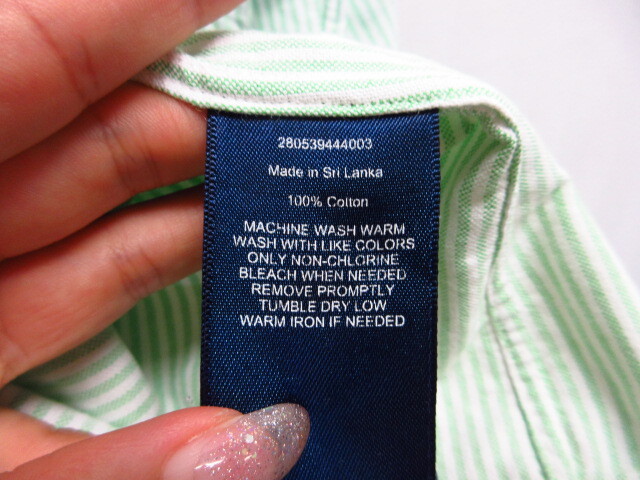 280539444003
Made in Sri Lanka
100% Cotton
MACHINE WASH WARM
WASH WITH LIKE COLORS
ONLY NON-CHLORINE
BLEACH WHEN NEEDED
REMOVE PROMPTLY
TUMBLE DRY LOW
WARM IRON IF NEEDED